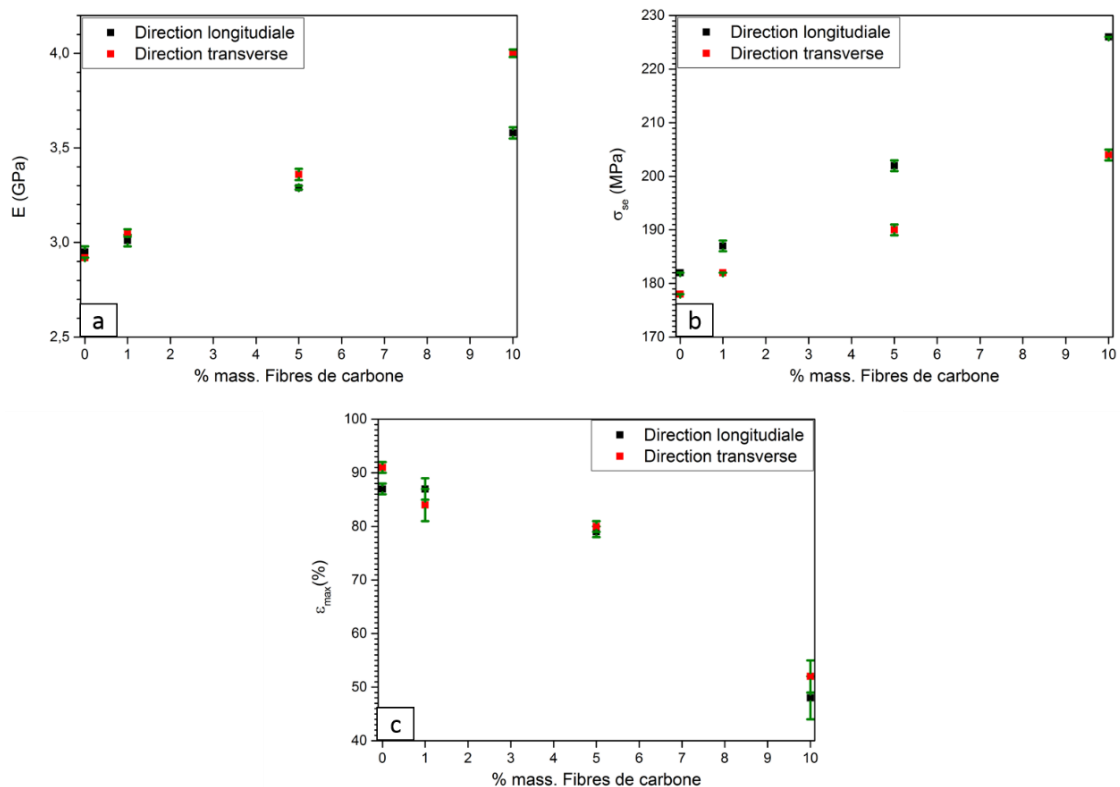 Direction longitudiale
Direction transverse
4,0
3,5
3,0
2,5
E (GPa)
a
0 1 2 3 4 5 6 7 8 9 10
% mass. Fibres de carbone
Direction longitudiale
Direction transverse
230
220
210
200
190
180
170
σse (MPa)
b
0 1 2 3 4 5 6 7 8 9 10
% mass. Fibres de carbone
Direction longitudiale
Direction transverse
100
90
80
70
60
50
40
εmax(%)
c
0 1 2 3 4 5 6 7 8 9 10
% mass. Fibres de carbone